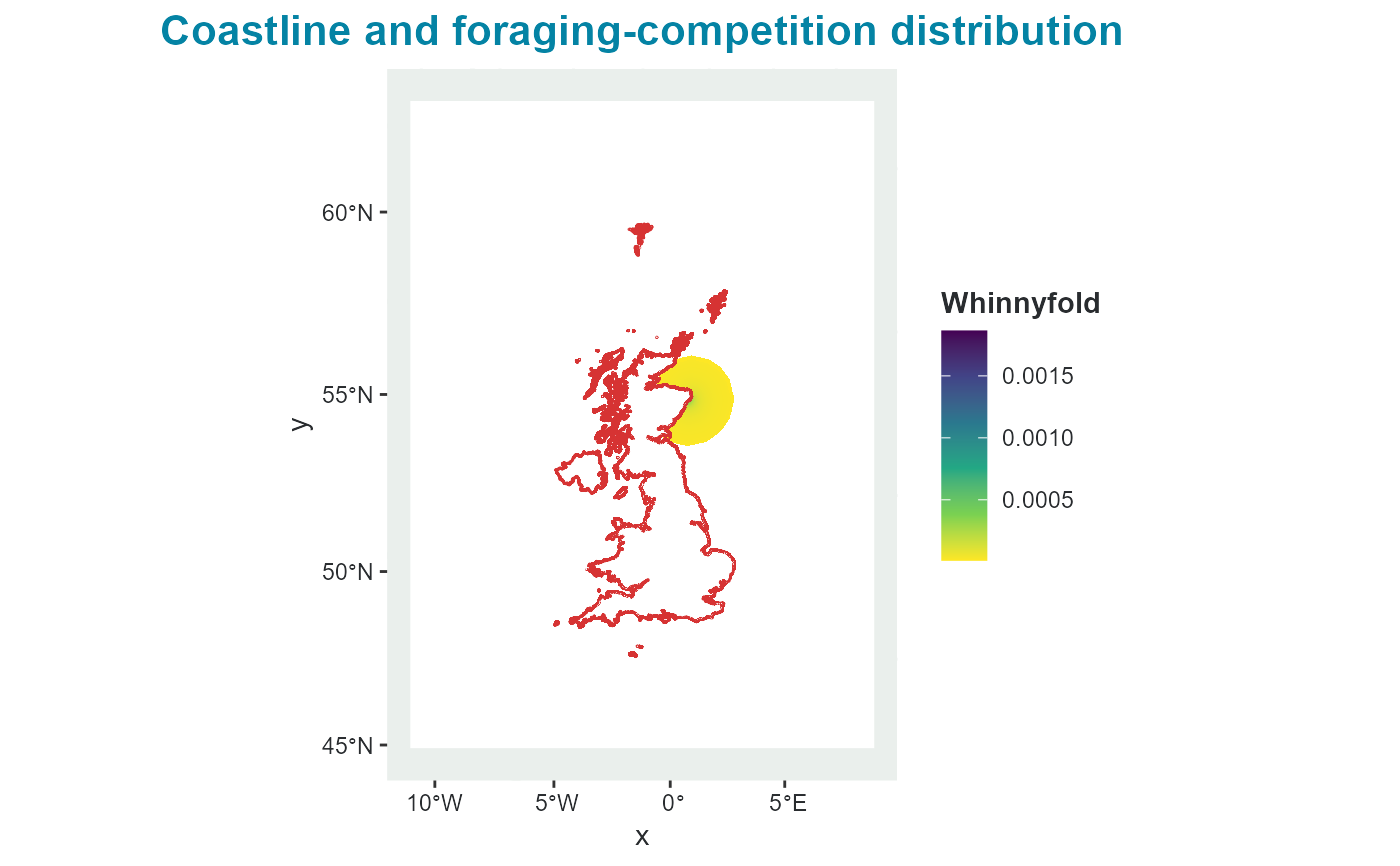 Coastline and foraging-competition distribution
60°N
55°N
50°N
45°N
y
10°W
5°W
0°
5°E
x
Whinnyfold
0.0015
0.0010
0.0005